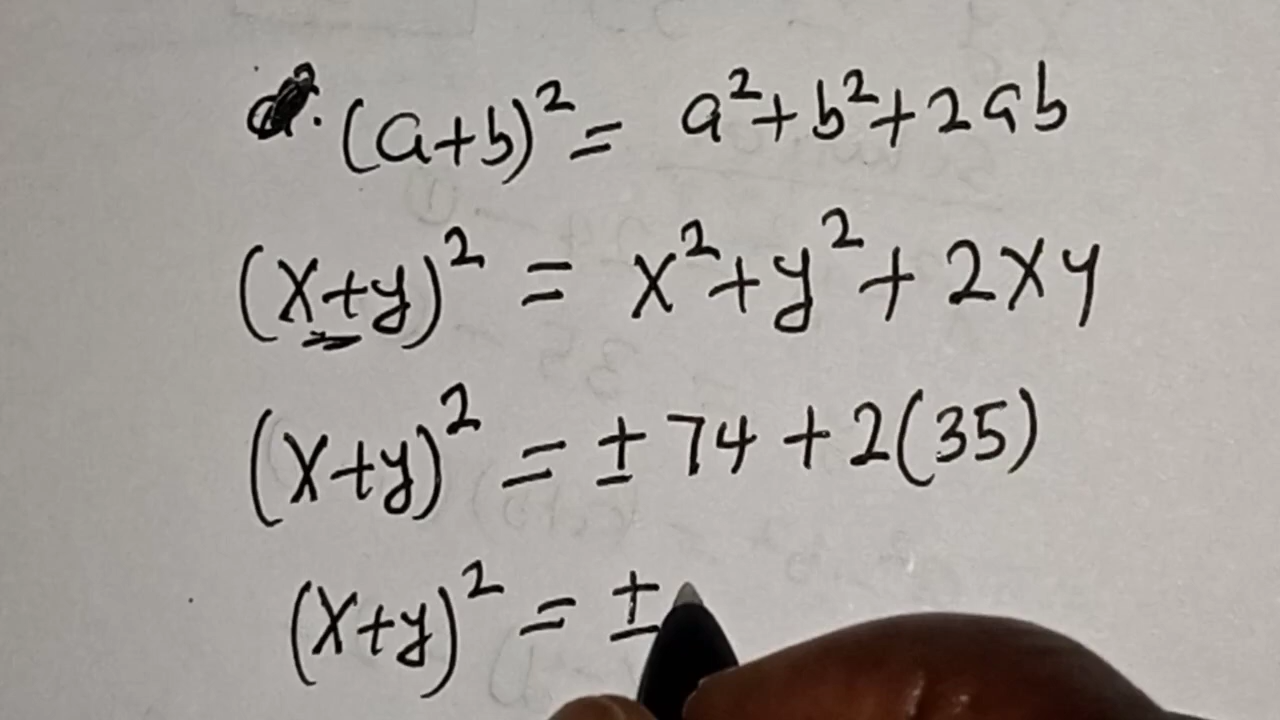 (a+b)² = a²+b²+2ab
(x+y)² = x²+y²+2xy
(x+y)² = ± 74 + 2(35)
(x+y)² = ±